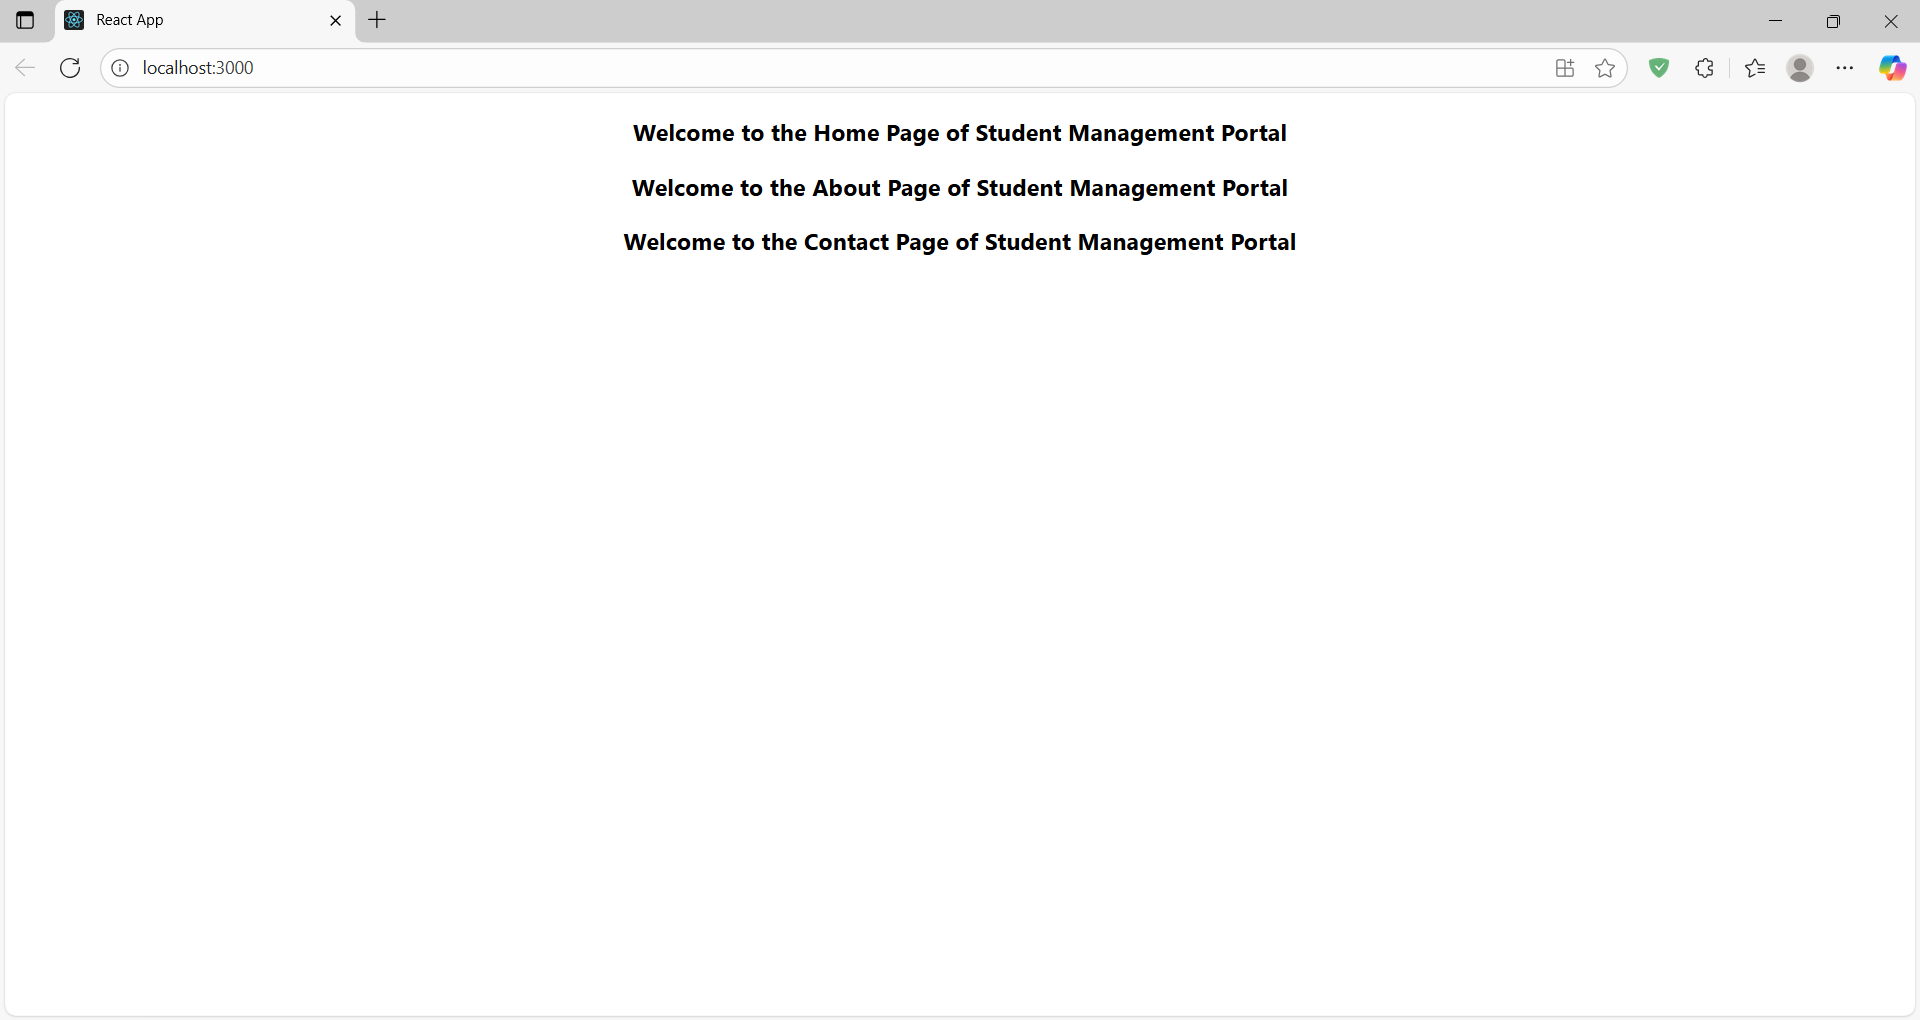 React App
localhost:3000
Welcome to the Home Page of Student Management Portal
Welcome to the About Page of Student Management Portal
Welcome to the Contact Page of Student Management Portal